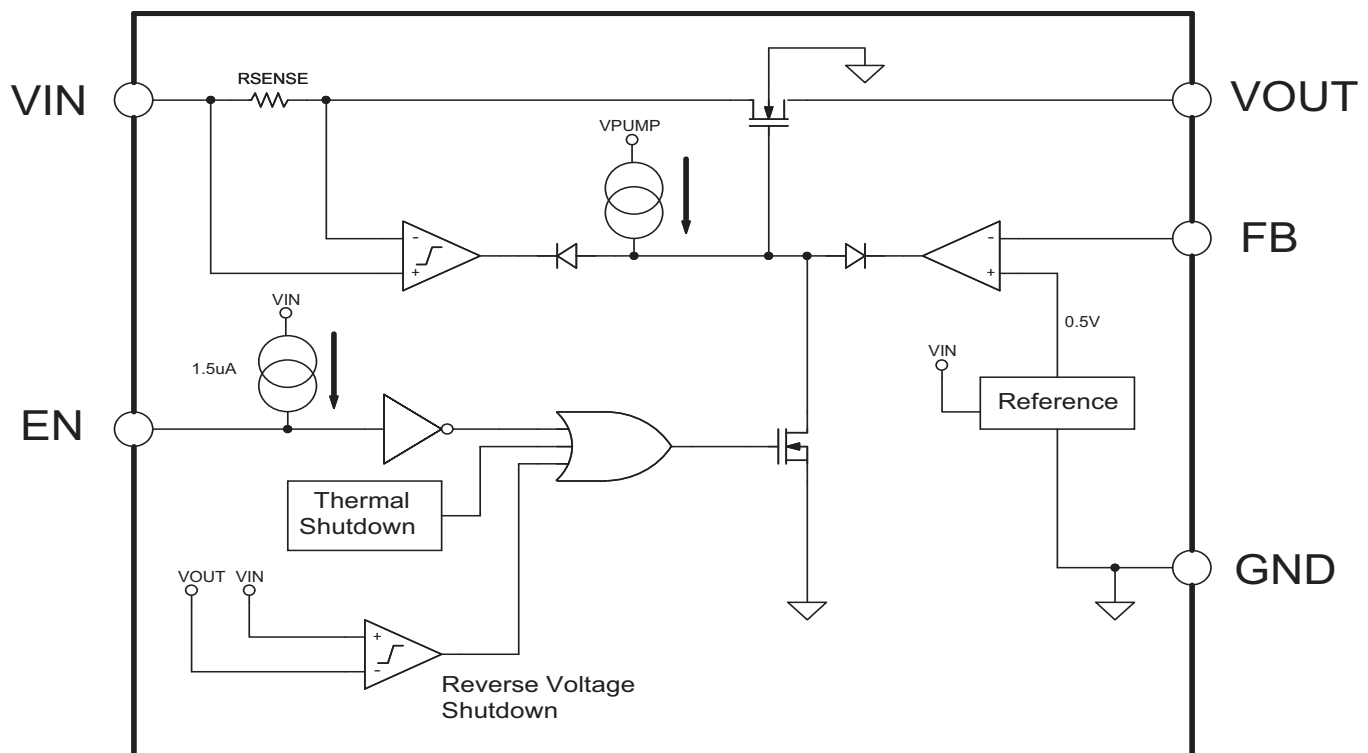 RSENSE
VIN
VOUT
VPUMP
-
+
-
+
FB
VIN
0.5V
1.5uA
VIN
Reference
EN
Thermal
Shutdown
VOUT VIN
GND
+
-
Reverse Voltage
Shutdown